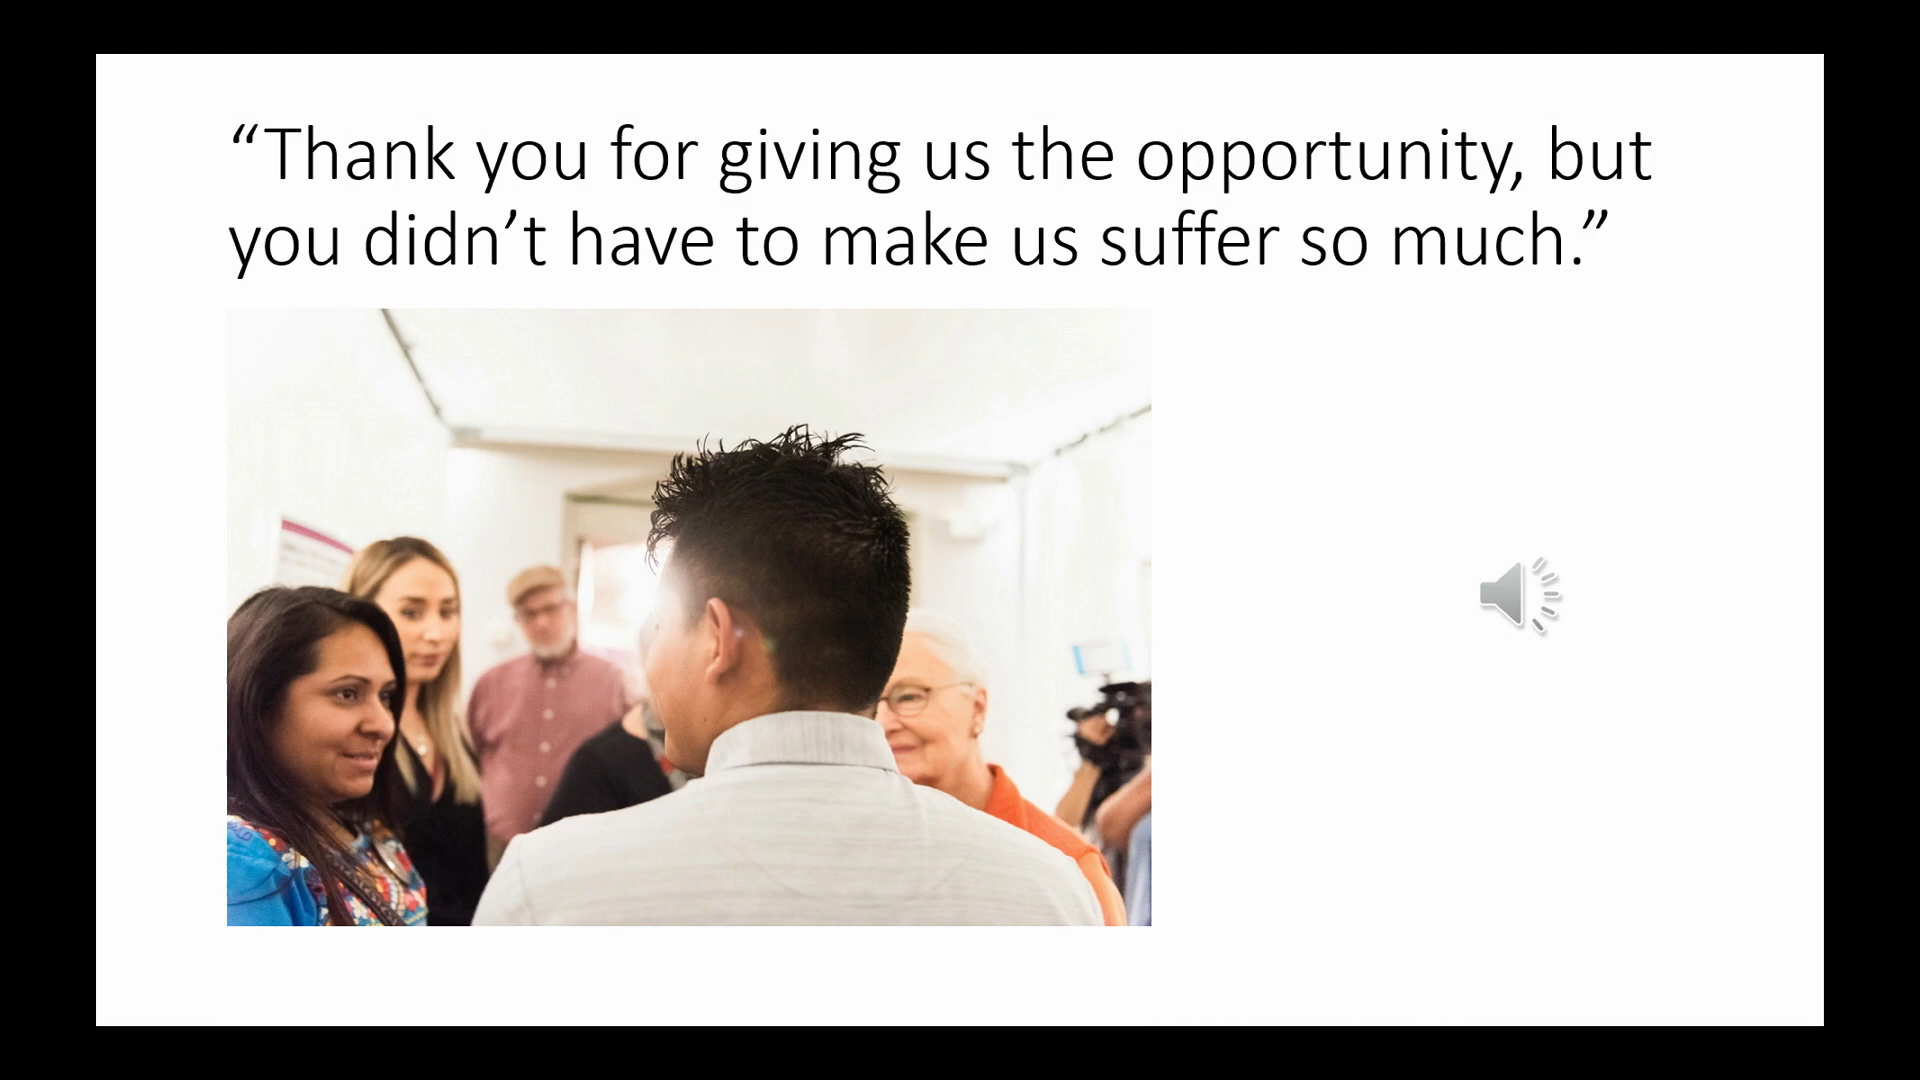 “Thank you for giving us the opportunity, but
you didn’t have to make us suffer so much.”